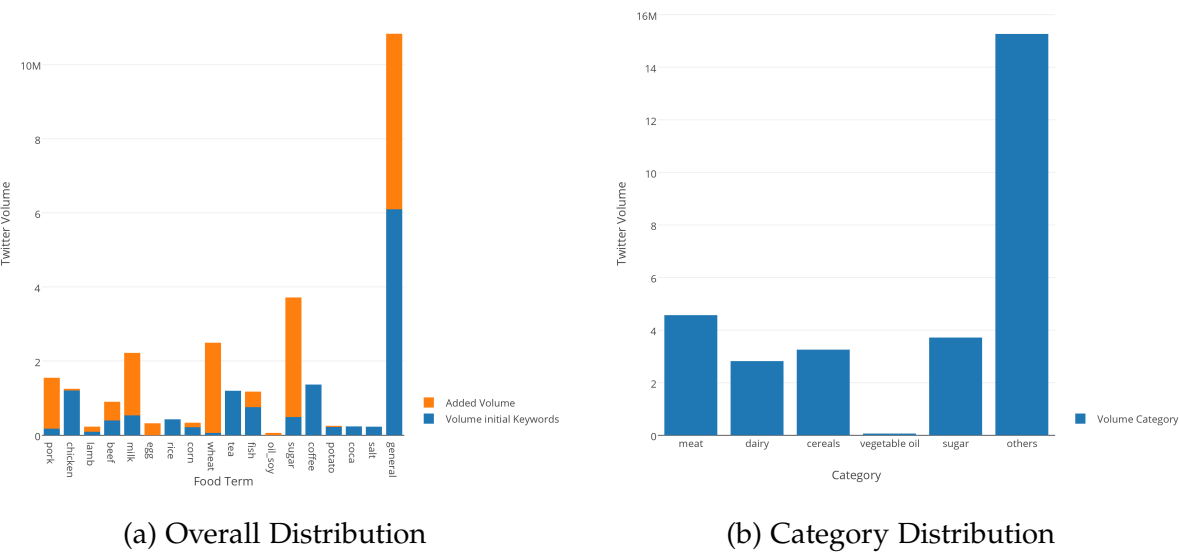 10M
8
6
4
2
0
Twitter Volume
pork
chicken
lamb
beef
milk
egg
rice
corn
wheat
tea
fish
oil_soy
sugar
coffee
potato
coca
salt
general
Food Term
Added Volume
Volume initial Keywords
(a) Overall Distribution
16M
14
12
10
8
6
4
2
0
Twitter Volume
meat dairy cereals vegetable oil sugar others
Category
Volume Category
(b) Category Distribution